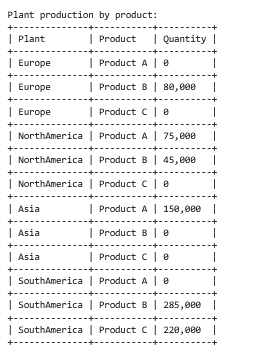 Plant production by product:
+--------------+-----------+----------+
| Plant        | Product   | Quantity |
+--------------+-----------+----------+
| Europe       | Product A | 0        |
+--------------+-----------+----------+
| Europe       | Product B | 80,000   |
+--------------+-----------+----------+
| Europe       | Product C | 0        |
+--------------+-----------+----------+
| NorthAmerica | Product A | 75,000   |
+--------------+-----------+----------+
| NorthAmerica | Product B | 45,000   |
+--------------+-----------+----------+
| NorthAmerica | Product C | 0        |
+--------------+-----------+----------+
| Asia         | Product A | 150,000  |
+--------------+-----------+----------+
| Asia         | Product B | 0        |
+--------------+-----------+----------+
| Asia         | Product C | 0        |
+--------------+-----------+----------+
| SouthAmerica | Product A | 0        |
+--------------+-----------+----------+
| SouthAmerica | Product B | 285,000  |
+--------------+-----------+----------+
| SouthAmerica | Product C | 220,000  |
+--------------+-----------+----------+